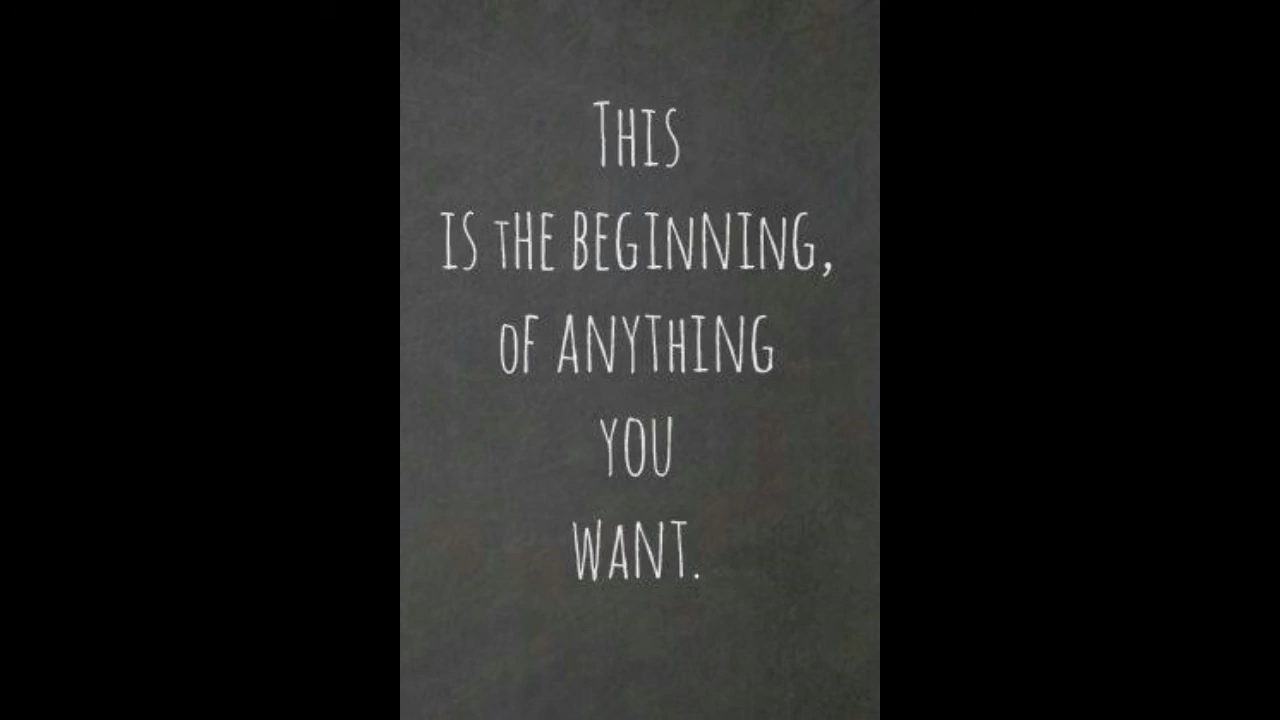 This
is the beginning,
of anything
you
want.